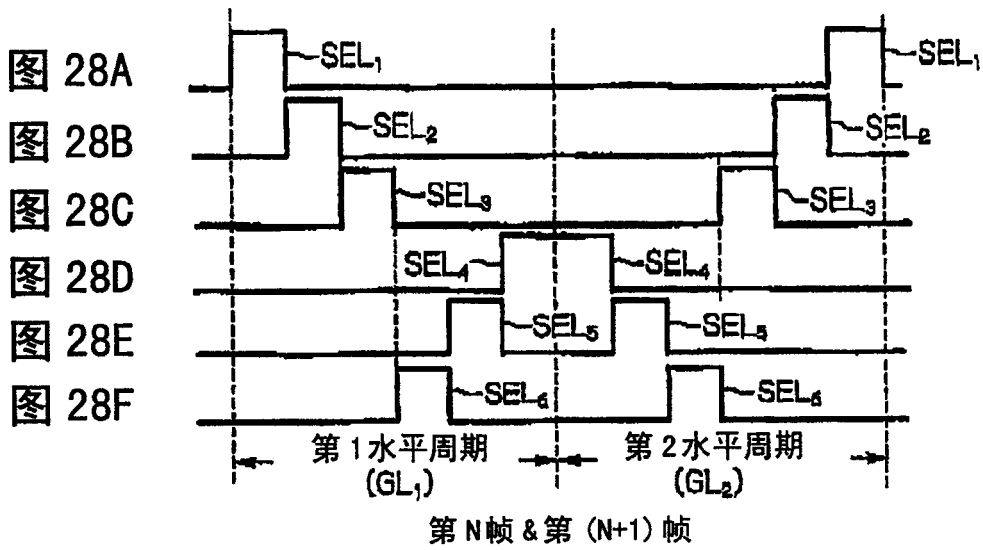 图 28A SEL₁ SEL₁
图 28B SEL₂ SEL₂
图 28C SEL₃ SEL₃
图 28D SEL₄ SEL₄
图 28E SEL₅ SEL₅
图 28F SEL₆ SEL₆
第1水平周期 第2水平周期
(GL₁) (GL₂)
第N帧&第(N+1)帧